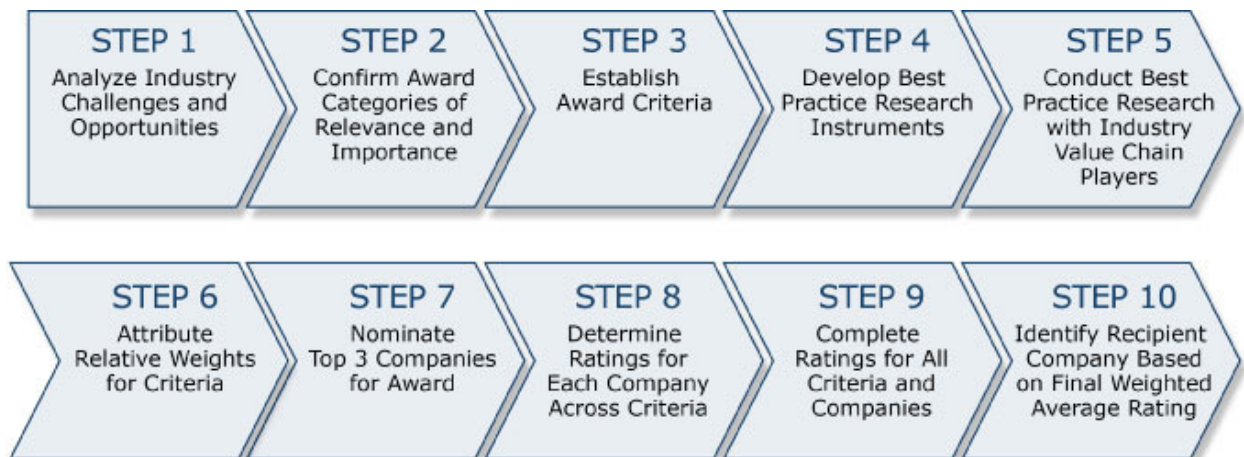 STEP 1
Analyze Industry
Challenges and
Opportunities
STEP 2
Confirm Award
Categories of
Relevance and
Importance
STEP 3
Establish
Award Criteria
STEP 4
Develop Best
Practice Research
Instruments
STEP 5
Conduct Best
Practice Research
with Industry
Value Chain
Players
STEP 6
Attribute
Relative Weights
for Criteria
STEP 7
Nominate
Top 3 Companies
for Award
STEP 8
Determine
Ratings for
Each Company
Across Criteria
STEP 9
Complete
Ratings for All
Criteria and
Companies
STEP 10
Identify Recipient
Company Based
on Final Weighted
Average Rating